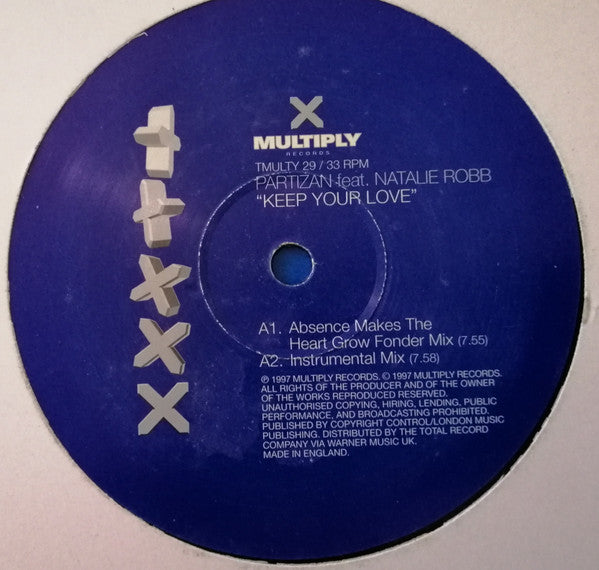 MULTIPLY
RECORDS
TMULTY 29 / 33 RPM
PARTIZAN feat. NATALIE ROBB
"KEEP YOUR LOVE"
A1. Absence Makes The
Heart Grow Fonder Mix (7.55)
A2. Instrumental Mix (7.58)
℗ 1997 MULTIPLY RECORDS. © 1997 MULTIPLY RECORDS.
ALL RIGHTS OF THE PRODUCER AND OF THE OWNER
OF THE WORKS REPRODUCED RESERVED.
UNAUTHORISED COPYING, HIRING, LENDING, PUBLIC
PERFORMANCE, AND BROADCASTING PROHIBITED.
PUBLISHED BY COPYRIGHT CONTROL/LONDON MUSIC
PUBLISHING. DISTRIBUTED BY THE TOTAL RECORD
COMPANY VIA WARNER MUSIC UK.
MADE IN ENGLAND.